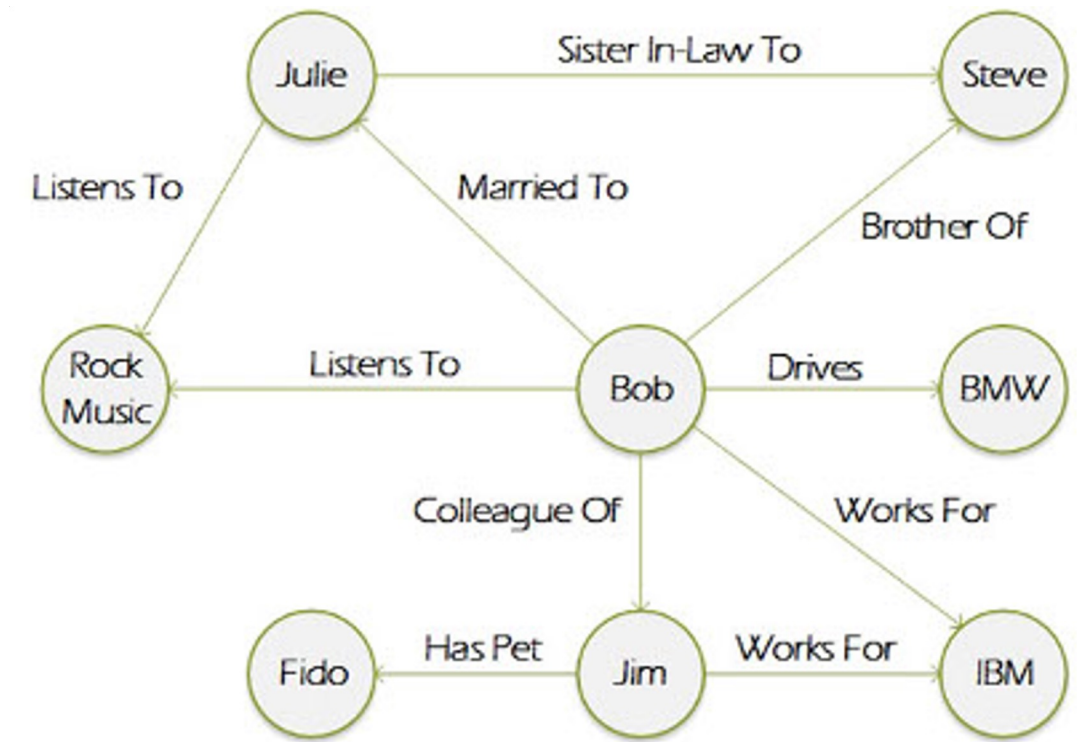 Sister In-Law To
Julie
Steve
Listens To
Married To
Brother Of
Rock
Music
Listens To
Bob
Drives
BMW
Colleague Of
Works For
Has Pet
Works For
Fido
Jim
IBM